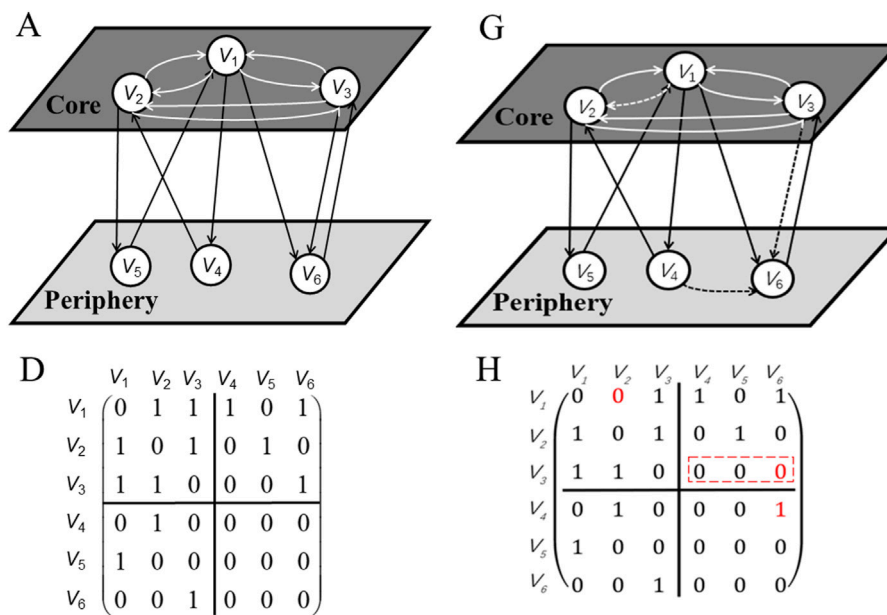 A
G
V1
V2
V3
Core
V5
V4
V6
Periphery
V1
V2
V3
Core
V5
V4
V6
Periphery
D
V1 V2 V3 V4 V5 V6
V1 0 1 1 1 0 1
V2 1 0 1 0 1 0
V3 1 1 0 0 0 1
V4 0 1 0 0 0 0
V5 1 0 0 0 0 0
V6 0 0 1 0 0 0
H
V1 V2 V3 V4 V5 V6
V1 0 0 1 1 0 1
V2 1 0 1 0 1 0
V3 1 1 0 0 0 0
V4 0 1 0 0 0 1
V5 1 0 0 0 0 0
V6 0 0 1 0 0 0